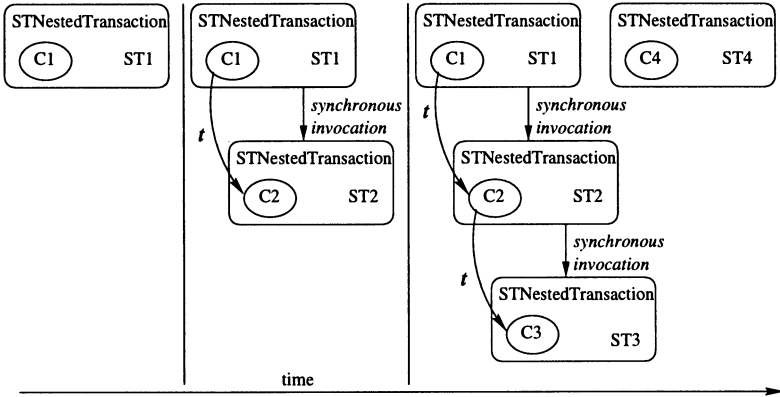 STNestedTransaction
C1 ST1
STNestedTransaction
C1 ST1
synchronous
invocation
t
STNestedTransaction
C2 ST2
STNestedTransaction
C1 ST1
synchronous
invocation
t
STNestedTransaction
C2 ST2
synchronous
invocation
t
STNestedTransaction
C3 ST3
STNestedTransaction
C4 ST4
time